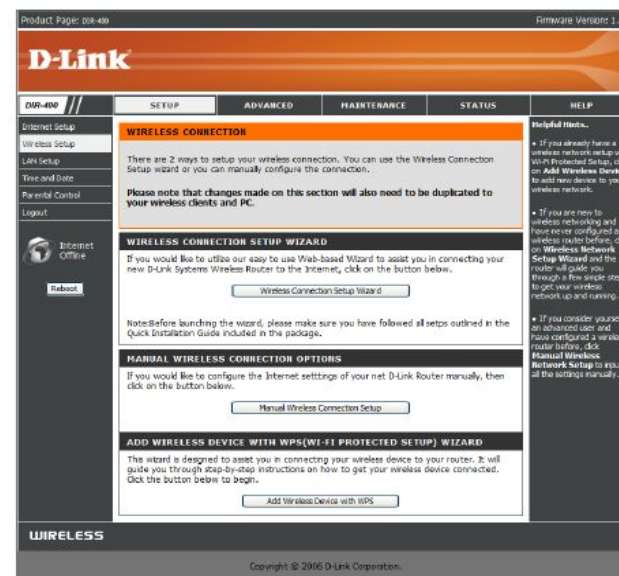 Product Page: DIR-400
Firmware Version: 1.
D-Link
DIR-400
SETUP
ADVANCED
MAINTENANCE
STATUS
HELP
Internet Setup
Wireless Setup
LAN Setup
Time and Date
Parental Control
Logout
Internet
Offline
Reboot
WIRELESS CONNECTION
There are 2 ways to setup your wireless connection. You can use the Wireless Connection
Setup wizard or you can manually configure the connection.
Please note that changes made on this section will also need to be duplicated to
your wireless clients and PC.
WIRELESS CONNECTION SETUP WIZARD
If you would like to utilize our easy to use Web-based Wizard to assist you in connecting your
new D-Link Systems Wireless Router to the Internet, click on the button below.
Wireless Connection Setup Wizard
Note:Before launching the wizard, please make sure you have followed all setps outlined in the
Quick Installation Guide included in the package.
MANUAL WIRELESS CONNECTION OPTIONS
If you would like to configure the Internet setttings of your net D-Link Router manually, then
click on the button below.
Manual Wireless Connection Setup
ADD WIRELESS DEVICE WITH WPS(WI-FI PROTECTED SETUP) WIZARD
This wizard is designed to assist you in connecting your wireless device to your router. It will
guide you through step-by-step instructions on how to get your wireless device connected.
Click the button below to begin.
Add Wireless Device with WPS
Helpful Hints..
• If you already have a
wireless network setup w
Wi-Fi Protected Setup, cl
on Add Wireless Devic
to add new device to you
wireless network.
• If you are new to
wireless networking and
have never configured a
wireless router before, c
on Wireless Network
Setup Wizard and the
router will guide you
through a few simple ste
to get your wireless
network up and running.
• If you consider yourse
an advanced user and
have configured a wirele
router before, click
Manual Wireless
Network Setup to inpu
all the settings manually.
WIRELESS
Copyright © 2006 D-Link Corporation.